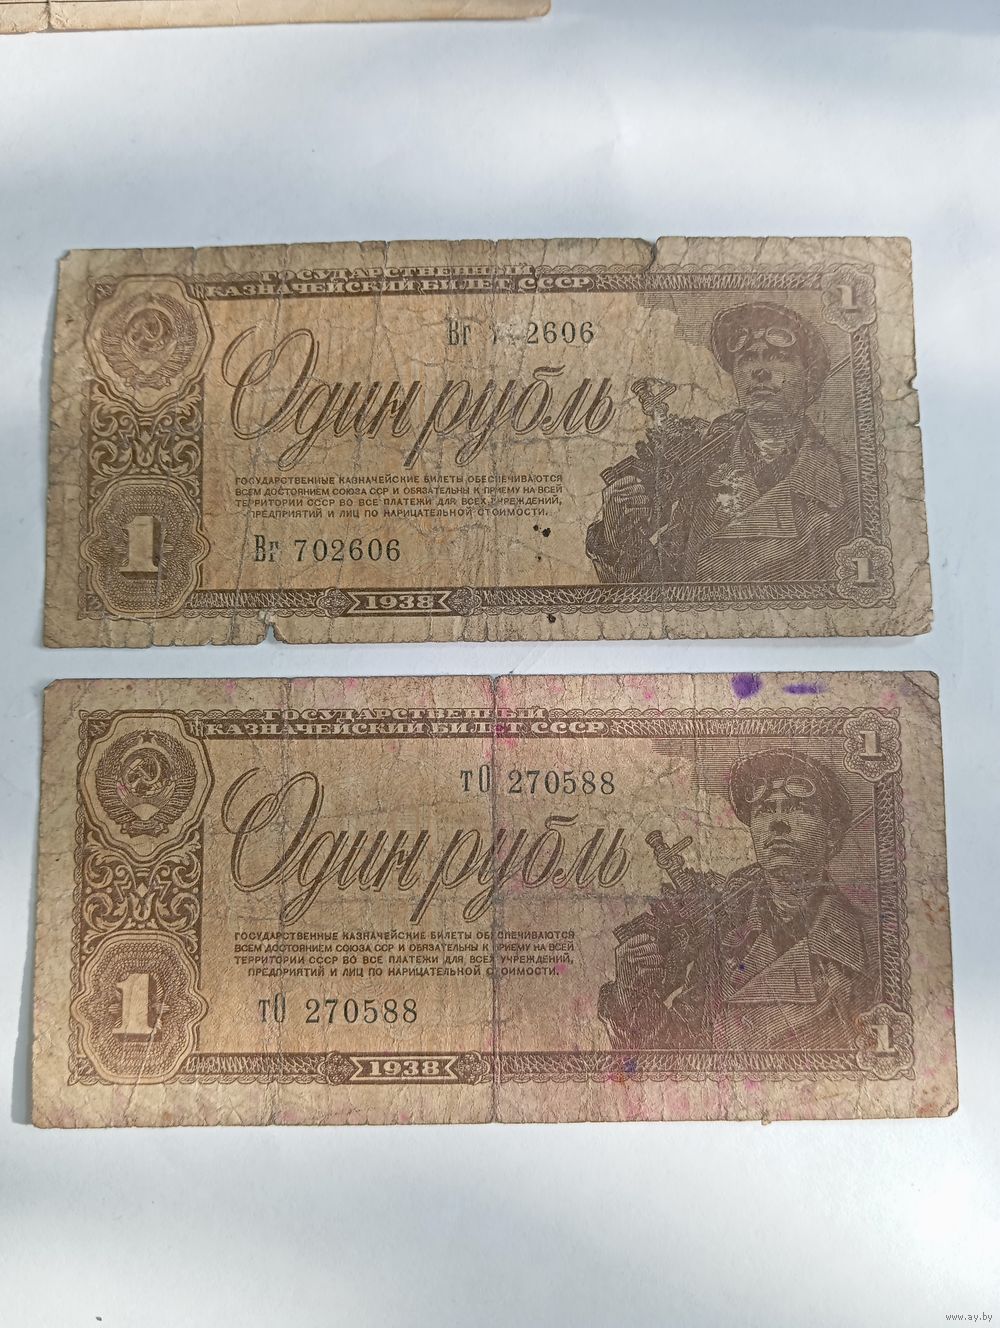 ГОСУДАРСТВЕННЫЙ
КАЗНАЧЕЙСКИЙ БИЛЕТ СССР
1
Вг 2606
Один рубль
ГОСУДАРСТВЕННЫЕ КАЗНАЧЕЙСКИЕ БИЛЕТЫ ОБЕСПЕЧИВАЮТСЯ
ВСЕМ ДОСТОЯНИЕМ СОЮЗА ССР И ОБЯЗАТЕЛЬНЫ К ПРИЕМУ НА ВСЕЙ
ТЕРРИТОРИИ СССР ВО ВСЕ ПЛАТЕЖИ ДЛЯ ВСЕХ УЧРЕЖДЕНИЙ,
ПРЕДПРИЯТИЙ И ЛИЦ ПО НАРИЦАТЕЛЬНОЙ СТОИМОСТИ.
1
Вг 702606
1
1938
ГОСУДАРСТВЕННЫЙ
КАЗНАЧЕЙСКИЙ БИЛЕТ СССР
1
тО 270588
Один рубль
ГОСУДАРСТВЕННЫЕ КАЗНАЧЕЙСКИЕ БИЛЕТЫ ОБЕСПЕЧИВАЮТСЯ
ВСЕМ ДОСТОЯНИЕМ СОЮЗА ССР И ОБЯЗАТЕЛЬНЫ К ПРИЕМУ НА ВСЕЙ
ТЕРРИТОРИИ СССР ВО ВСЕ ПЛАТЕЖИ ДЛЯ ВСЕХ УЧРЕЖДЕНИЙ,
ПРЕДПРИЯТИЙ И ЛИЦ ПО НАРИЦАТЕЛЬНОЙ СТОИМОСТИ.
1
тО 270588
1
1938
www.ay.by